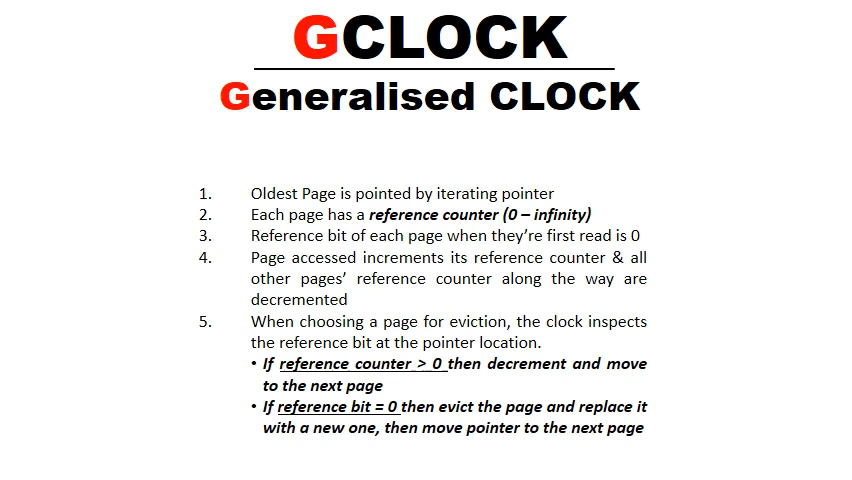 GCLOCK
Generalised CLOCK
1. Oldest Page is pointed by iterating pointer
2. Each page has a reference counter (0 – infinity)
3. Reference bit of each page when they’re first read is 0
4. Page accessed increments its reference counter & all
other pages’ reference counter along the way are
decremented
5. When choosing a page for eviction, the clock inspects
the reference bit at the pointer location.
• If reference counter > 0 then decrement and move
to the next page
• If reference bit = 0 then evict the page and replace it
with a new one, then move pointer to the next page